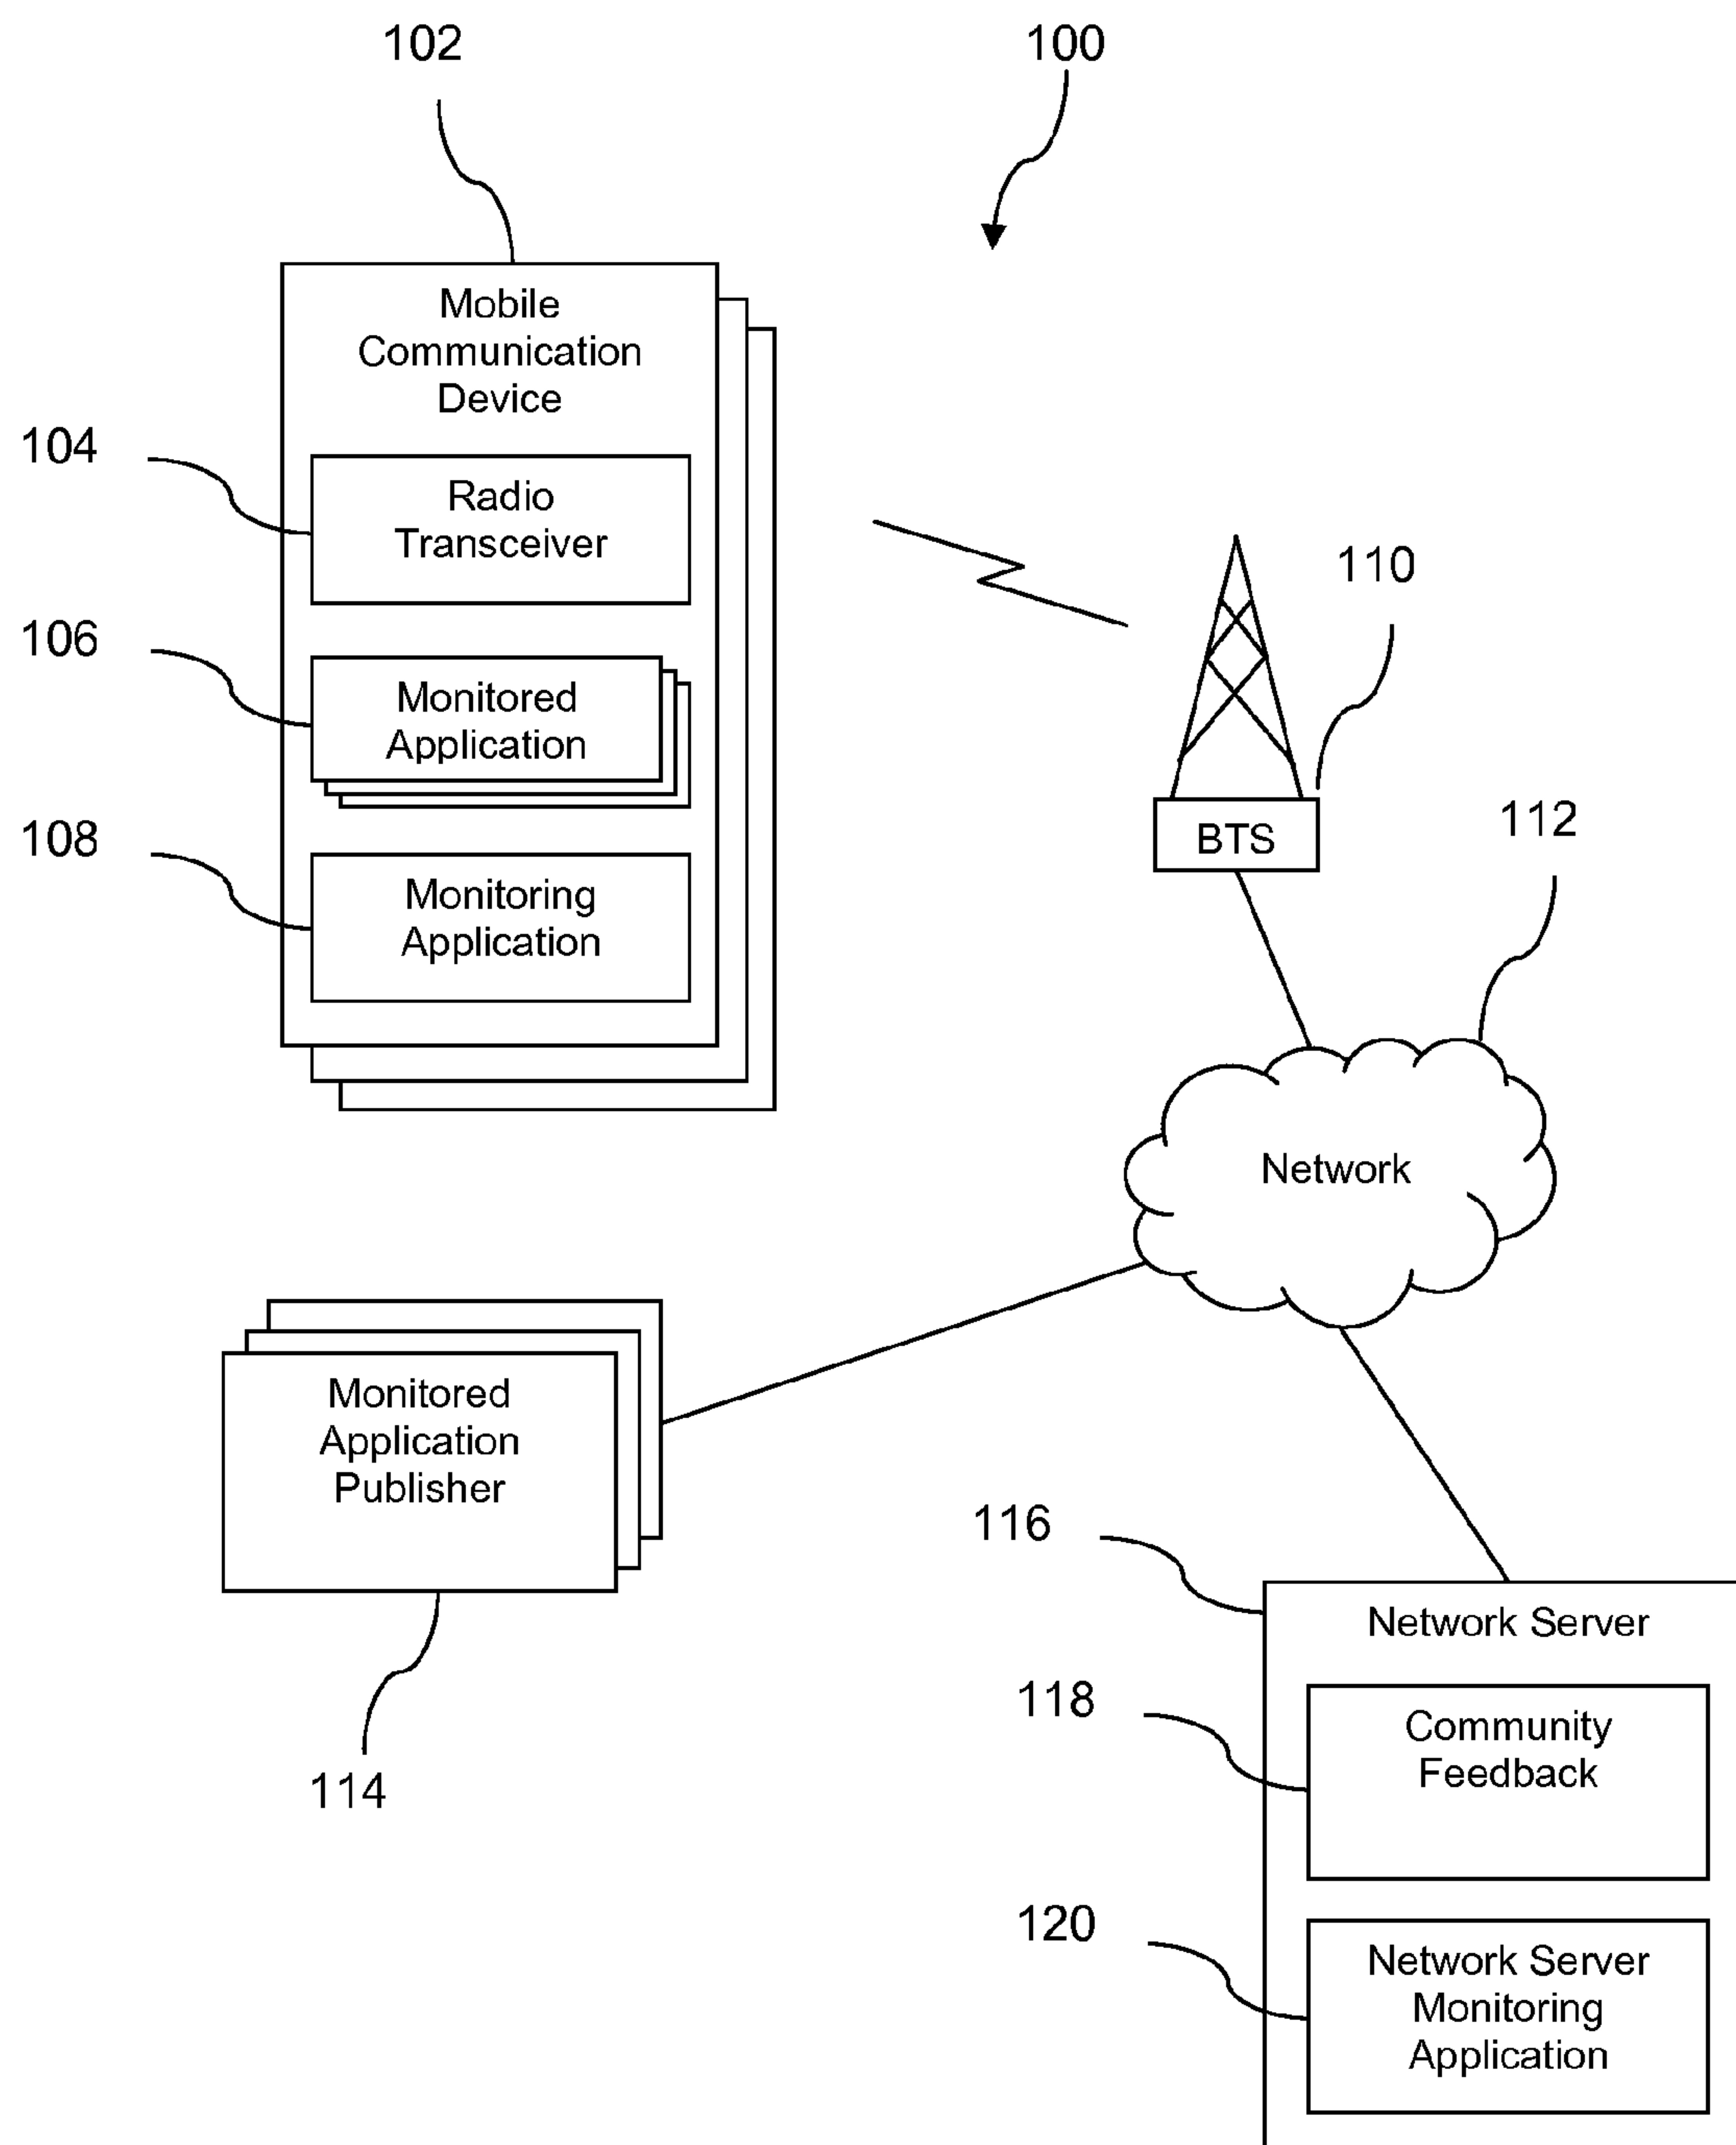 102
100
Mobile
Communication
Device
104
Radio
Transceiver
110
106
Monitored
Application
BTS
112
108
Monitoring
Application
Network
Monitored
Application
Publisher
114
116
Network Server
118
Community
Feedback
120
Network Server
Monitoring
Application